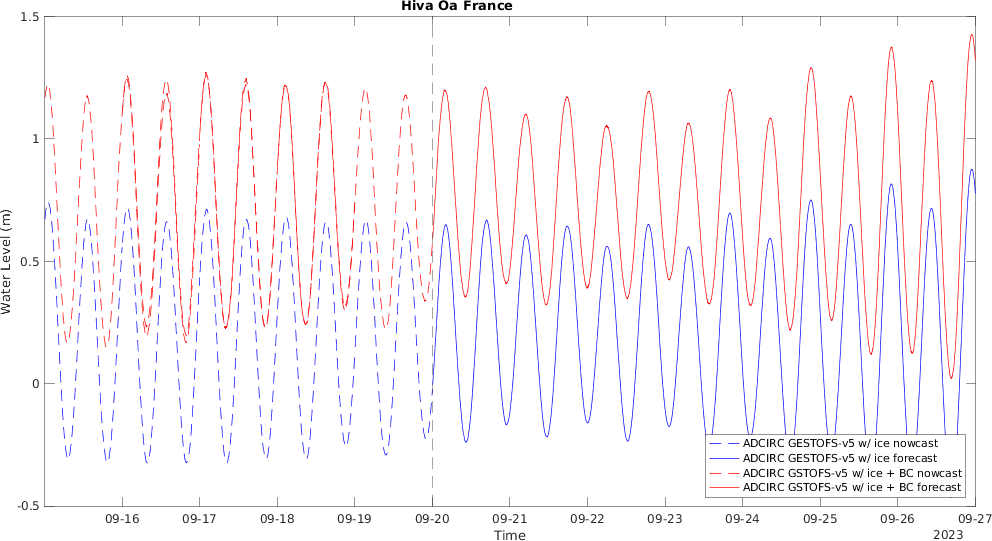 Hiva Oa France
1.5
1
0.5
0
-0.5
Water Level (m)
ADCIRC GESTOFS-v5 w/ ice nowcast
ADCIRC GESTOFS-v5 w/ ice forecast
ADCIRC GSTOFS-v5 w/ ice + BC nowcast
ADCIRC GSTOFS-v5 w/ ice + BC forecast
09-16 09-17 09-18 09-19 09-20 09-21 09-22 09-23 09-24 09-25 09-26 09-27
Time
2023